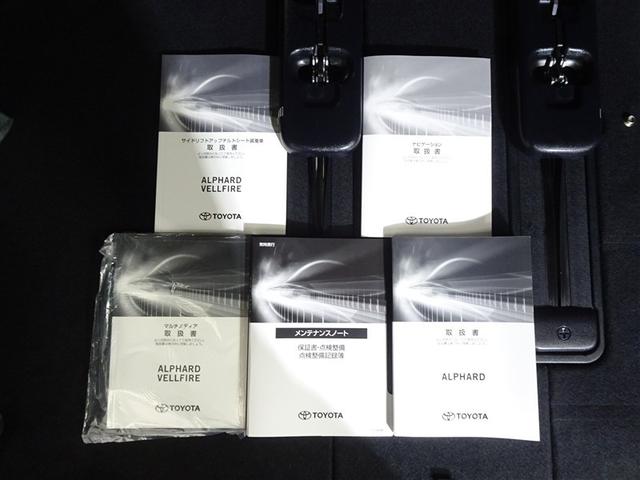 サイドリフトアップチルトシート装着車
取扱書
ALPHARD
VELLFIRE
TOYOTA
ナビゲーション
取扱書
TOYOTA
マルチメディア
取扱書
ALPHARD
VELLFIRE
TOYOTA
メンテナンスノート
保証書・点検整備
点検整備記録簿
TOYOTA
取扱書
ALPHARD
TOYOTA